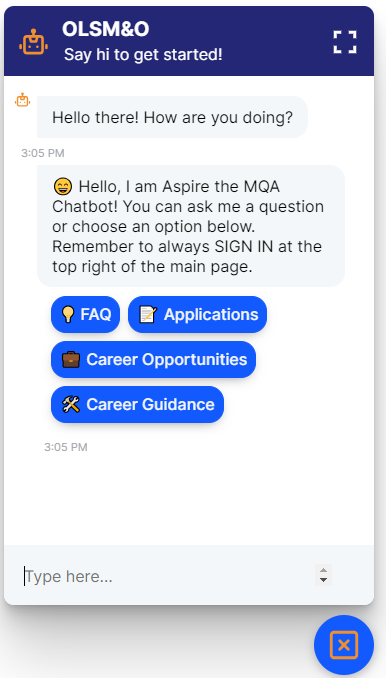 OLSM&O
Say hi to get started!
Hello there! How are you doing?
3:05 PM
😄 Hello, I am Aspire the MQA
Chatbot! You can ask me a question
or choose an option below.
Remember to always SIGN IN at the
top right of the main page.
💡 FAQ 📝 Applications
💼 Career Opportunities
🛠 Career Guidance
3:05 PM
Type here...